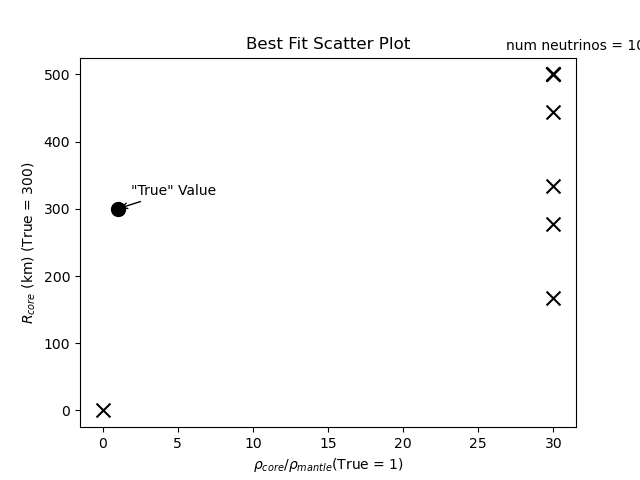 Best Fit Scatter Plot
num neutrinos = 10
500
400
300
200
100
0
"True" Value
R_core (km) (True = 300)
0 5 10 15 20 25 30
ρ_core/ρ_mantle(True = 1)